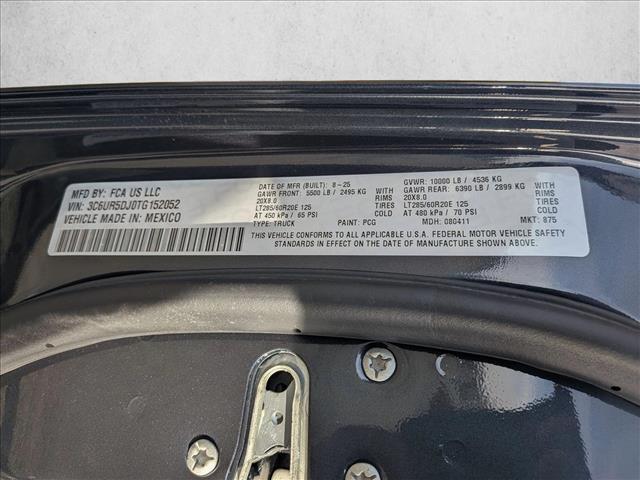 MFD BY: FCA US LLC
VIN: 3C6UR5DJ0TG152052
VEHICLE MADE IN: MEXICO
DATE OF MFR (BUILT): 8-25
GAWR FRONT: 5500 LB / 2495 KG WITH
20X8.0 RIMS
LT285/60R20E 125 TIRES
AT 450 kPa / 65 PSI COLD
TYPE: TRUCK PAINT: PCG
GVWR: 10000 LB / 4536 KG
GAWR REAR: 6390 LB / 2899 KG WITH
20X8.0 RIMS
LT285/60R20E 125 TIRES
AT 480 kPa / 70 PSI COLD
MDH: 080411 MKT: 875
THIS VEHICLE CONFORMS TO ALL APPLICABLE U.S.A. FEDERAL MOTOR VEHICLE SAFETY
STANDARDS IN EFFECT ON THE DATE OF MANUFACTURE SHOWN ABOVE.